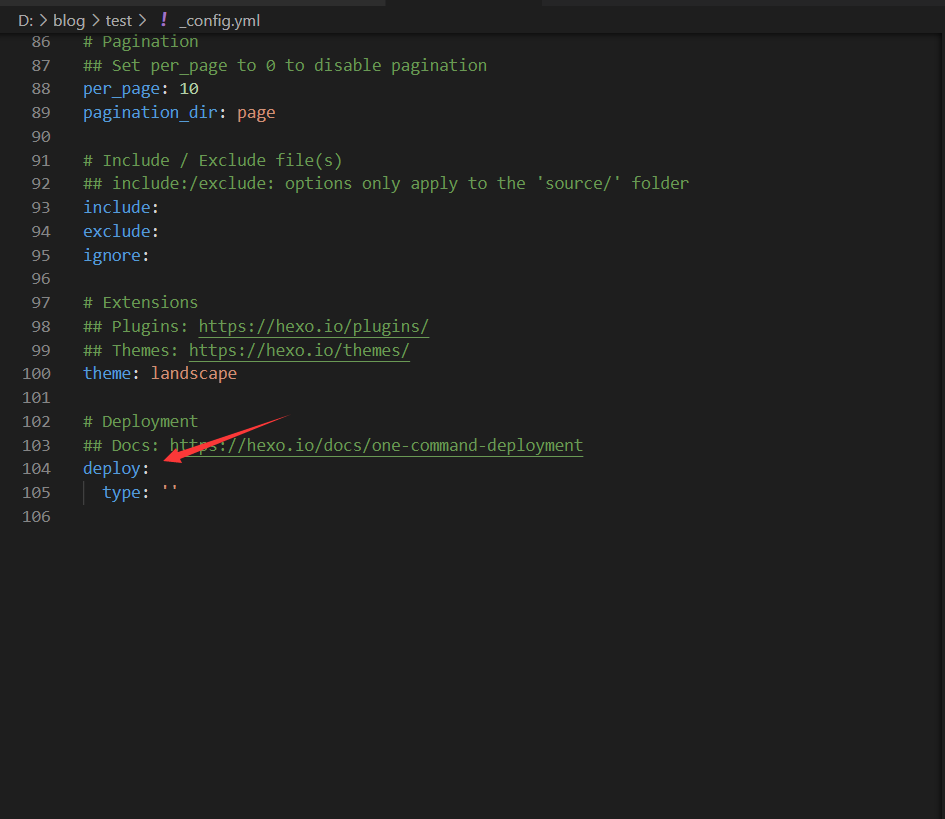 D: > blog > test > ! _config.yml
86 # Pagination
87 ## Set per_page to 0 to disable pagination
88 per_page: 10
89 pagination_dir: page
90
91 # Include / Exclude file(s)
92 ## include:/exclude: options only apply to the 'source/' folder
93 include:
94 exclude:
95 ignore:
96
97 # Extensions
98 ## Plugins: https://hexo.io/plugins/
99 ## Themes: https://hexo.io/themes/
100 theme: landscape
101
102 # Deployment
103 ## Docs: https://hexo.io/docs/one-command-deployment
104 deploy:
105   type: ''
106